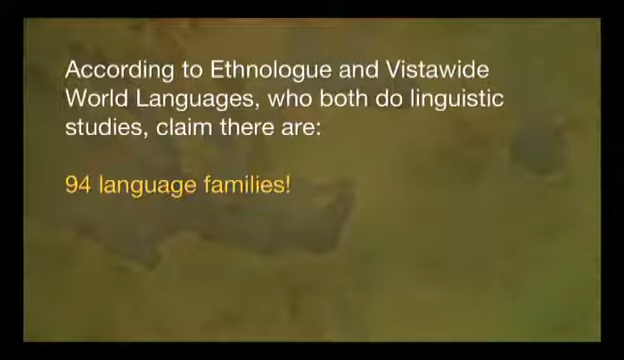 According to Ethnologue and Vistawide
World Languages, who both do linguistic
studies, claim there are:
94 language families!